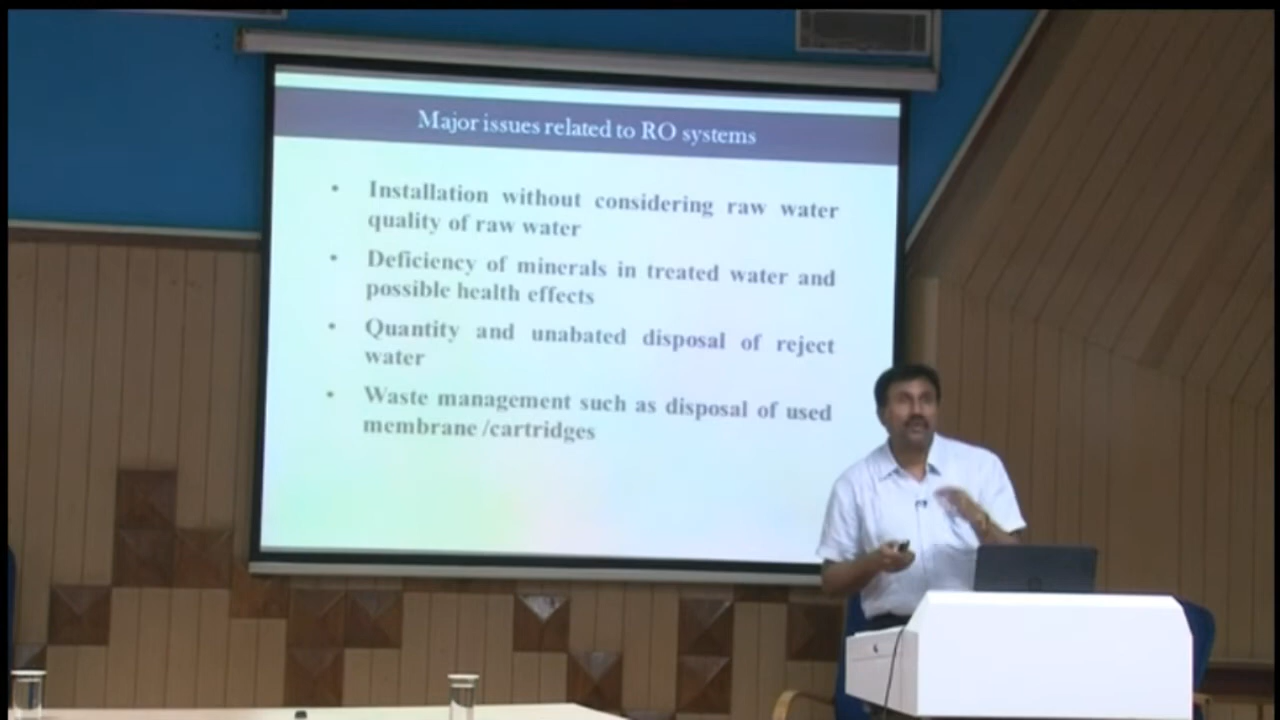 Major issues related to RO systems
• Installation without considering raw water
quality of raw water
• Deficiency of minerals in treated water and
possible health effects
• Quantity and unabated disposal of reject
water
• Waste management such as disposal of used
membrane /cartridges